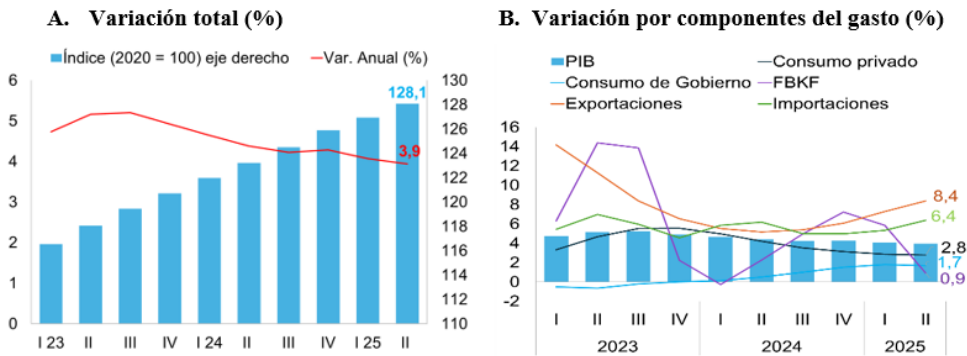 A. Variación total (%)
Índice (2020 = 100) eje derecho Var. Anual (%)
6 130
5 128
128,1
126
4 124
3,9
3 122
120
2 118
116
1 114
112
0 110
I 23 II III IV I 24 II III IV I 25 II
B. Variación por componentes del gasto (%)
PIB Consumo privado
Consumo de Gobierno FBKF
Exportaciones Importaciones
16
14
12
10
8 8,4
6 6,4
4
2 2,8
1,7
0 0,9
-2
I II III IV I II III IV I II
2023 2024 2025